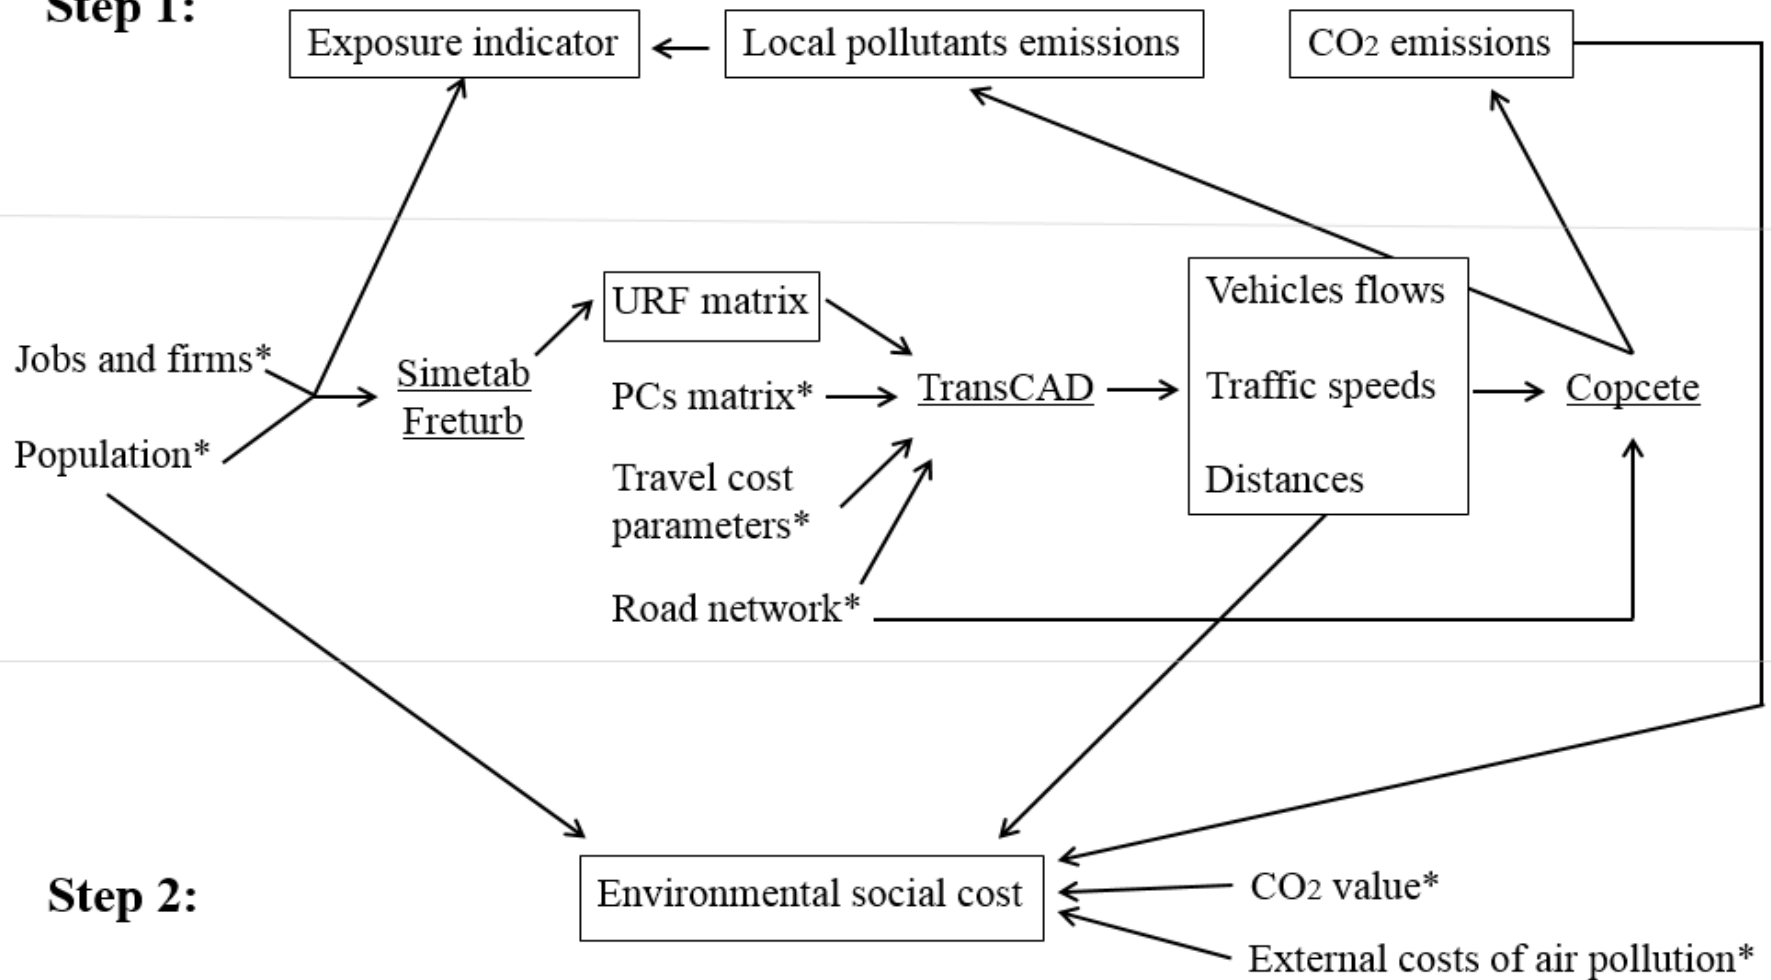 Step 1:
Exposure indicator
Local pollutants emissions
CO2 emissions
Jobs and firms*
Population*
Simetab
Freturb
URF matrix
PCs matrix*
Travel cost
parameters*
Road network*
TransCAD
Vehicles flows
Traffic speeds
Distances
Copcete
Step 2:
Environmental social cost
CO2 value*
External costs of air pollution*